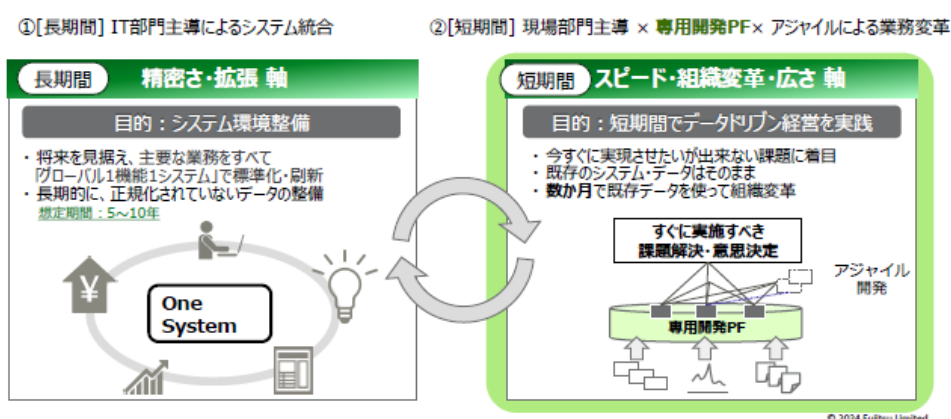 ①[長期間] IT部門主導によるシステム統合
②[短期間] 現場部門主導 × 専用開発PF× アジャイルによる業務変革
長期間 精密さ・拡張 軸
目的：システム環境整備
・将来を見据え、主要な業務をすべて
「グローバル1機能1システム」で標準化・刷新
・長期的に、正規化されていないデータの整備
想定期間：5～10年
One
System
短期間 スピード・組織変革・広さ 軸
目的：短期間でデータドリブン経営を実践
・今すぐに実現させたいが出来ない課題に着目
・既存のシステム・データはそのまま
・数か月で既存データを使って組織変革
すぐに実施すべき
課題解決・意思決定
アジャイル
開発
専用開発PF
© 2024 Fujitsu Limited